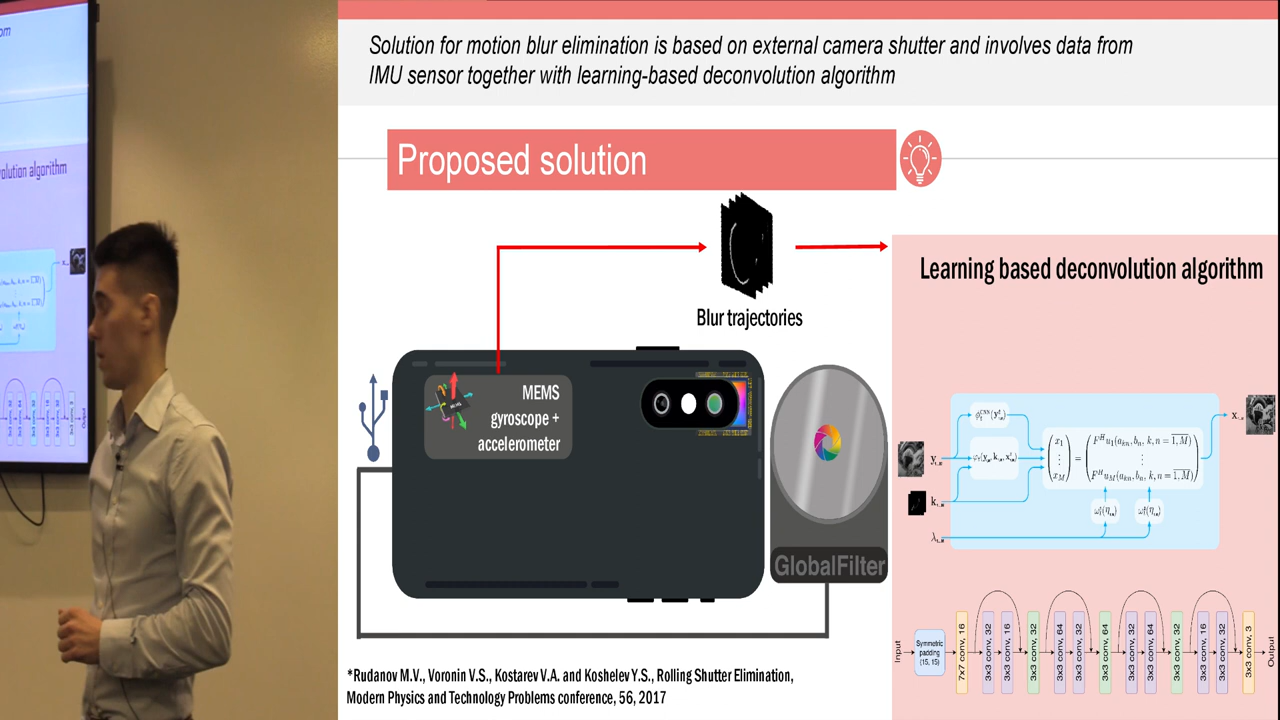 om
Solution for motion blur elimination is based on external camera shutter and involves data from
IMU sensor together with learning-based deconvolution algorithm
Proposed solution
olution algorithm
Learning based deconvolution algorithm
Blur trajectories
MEMS
gyroscope +
accelerometer
GlobalFilter
Input
Symmetric
padding
(15, 15)
7x7 conv, 16
3x3 conv, 32
3x3 conv, 16
3x3 conv, 32
3x3 conv, 64
3x3 conv, 32
3x3 conv, 64
3x3 conv, 32
3x3 conv, 64
3x3 conv, 32
3x3 conv, 16
3x3 conv, 32
3x3 conv, 3
Output
*Rudanov M.V., Voronin V.S., Kostarev V.A. and Koshelev Y.S., Rolling Shutter Elimination,
Modern Physics and Technology Problems conference, 56, 2017